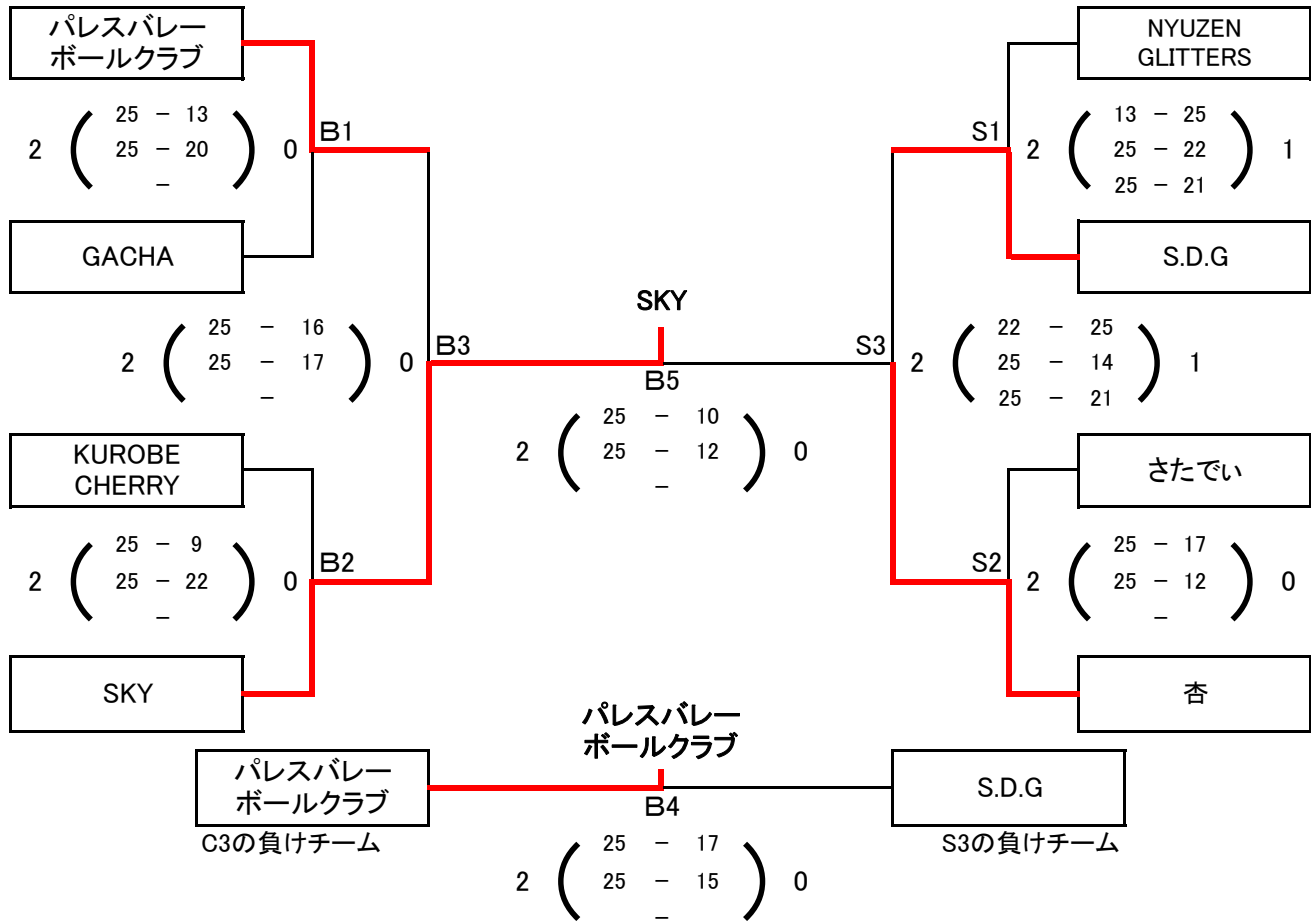 パレスバレー
ボールクラブ
NYUZEN
GLITTERS
25 － 13
2 ( 25 － 20 ) 0
－
B1
S1
13 － 25
2 ( 25 － 22 ) 1
25 － 21
GACHA
S.D.G
SKY
25 － 16
2 ( 25 － 17 ) 0
－
B3
B5
S3
22 － 25
2 ( 25 － 14 ) 1
25 － 21
25 － 10
2 ( 25 － 12 ) 0
－
KUROBE
CHERRY
さたでぃ
25 － 9
2 ( 25 － 22 ) 0
－
B2
S2
25 － 17
2 ( 25 － 12 ) 0
－
SKY
杏
パレスバレー
ボールクラブ
パレスバレー
ボールクラブ
S.D.G
B4
C3の負けチーム
S3の負けチーム
25 － 17
2 ( 25 － 15 ) 0
－